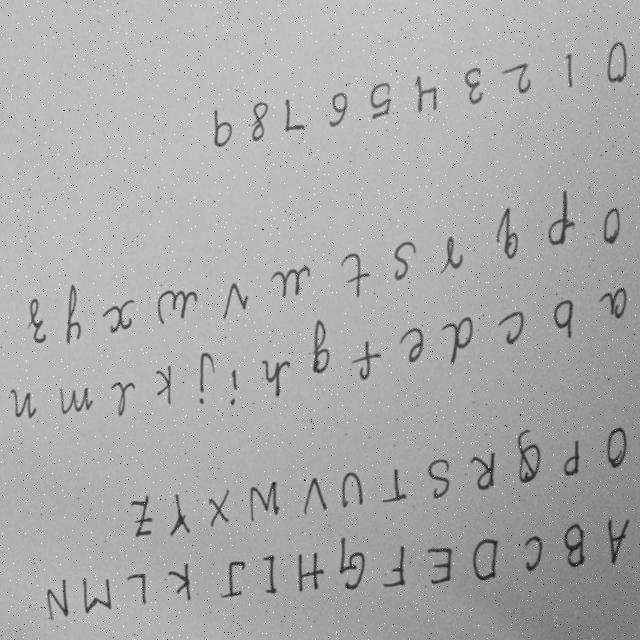 A B C D E F G H I J K L M N
O P Q R S T U V W X Y Z
a b c d e f g h i j k l m n
o p q r s t u v w x y z
0 1 2 3 4 5 6 7 8 9